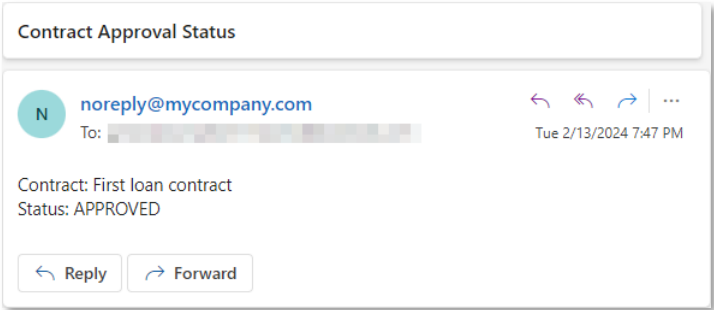 Contract Approval Status
N
noreply@mycompany.com
To:
Tue 2/13/2024 7:47 PM
Contract: First loan contract
Status: APPROVED
Reply
Forward